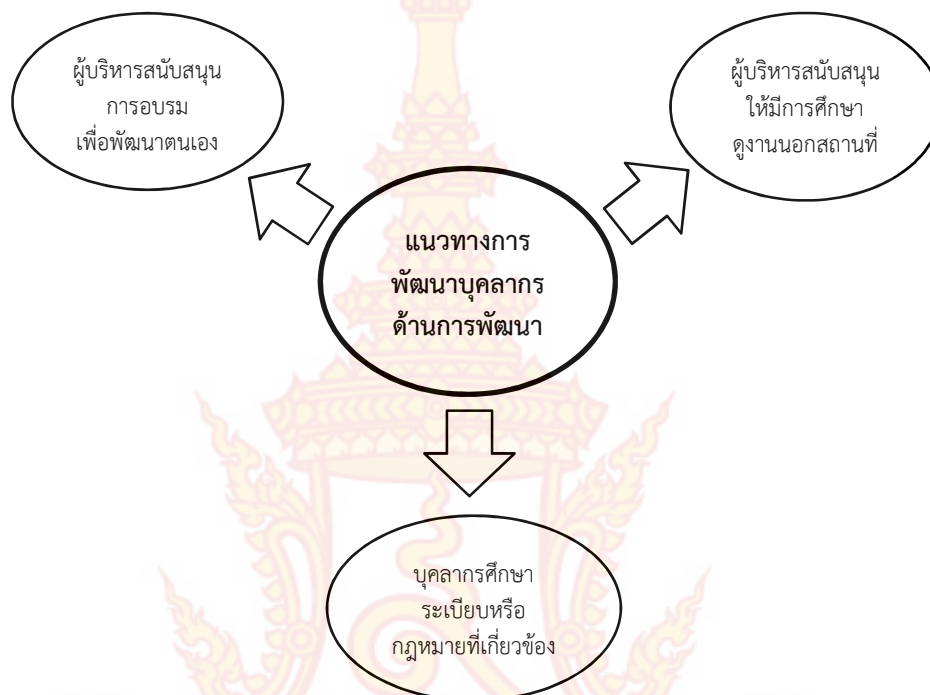 ผู้บริหารสนับสนุน
การอบรม
เพื่อพัฒนาตนเอง
ผู้บริหารสนับสนุน
ให้มีการศึกษา
ดูงานนอกสถานที่
แนวทางการ
พัฒนาบุคลากร
ด้านการพัฒนา
บุคลากรศึกษา
ระเบียบหรือ
กฎหมายที่เกี่ยวข้อง